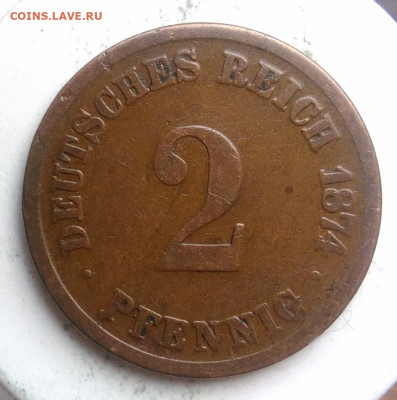 COINS.LAVE.RU
DEUTSCHES REICH 1874
2
PFENNIG